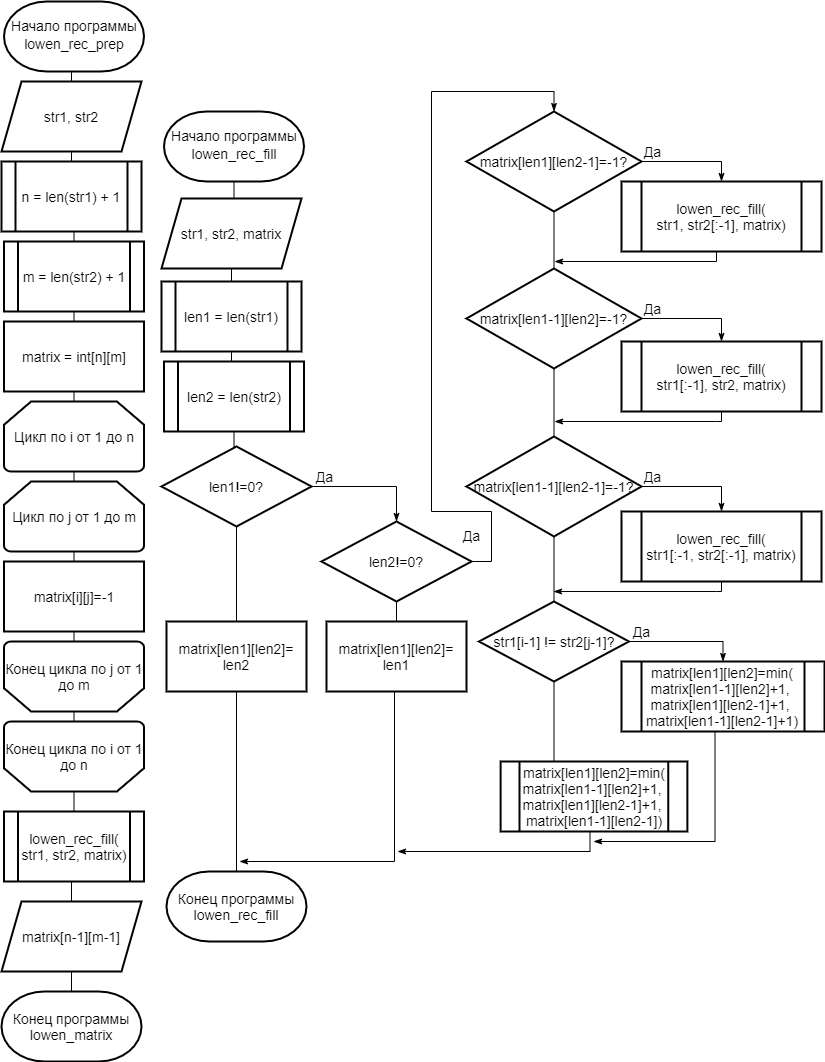 Начало программы
lowen_rec_prep
str1, str2
n = len(str1) + 1
m = len(str2) + 1
matrix = int[n][m]
Цикл по i от 1 до n
Цикл по j от 1 до m
matrix[i][j]=-1
Конец цикла по j от 1
до m
Конец цикла по i от 1
до n
lowen_rec_fill(
str1, str2, matrix)
matrix[n-1][m-1]
Конец программы
lowen_matrix
Начало программы
lowen_rec_fill
str1, str2, matrix
len1 = len(str1)
len2 = len(str2)
len1!=0?
Да
matrix[len1][len2]=
len2
len2!=0?
Да
matrix[len1][len2]=
len1
Конец программы
lowen_rec_fill
matrix[len1][len2-1]=-1?
Да
lowen_rec_fill(
str1, str2[:-1], matrix)
matrix[len1-1][len2]=-1?
Да
lowen_rec_fill(
str1[:-1], str2, matrix)
matrix[len1-1][len2-1]=-1?
Да
lowen_rec_fill(
str1[:-1, str2[:-1], matrix)
str1[i-1] != str2[j-1]?
Да
matrix[len1][len2]=min(
matrix[len1-1][len2]+1,
matrix[len1][len2-1]+1,
matrix[len1-1][len2-1]+1)
matrix[len1][len2]=min(
matrix[len1-1][len2]+1,
matrix[len1][len2-1]+1,
matrix[len1-1][len2-1])